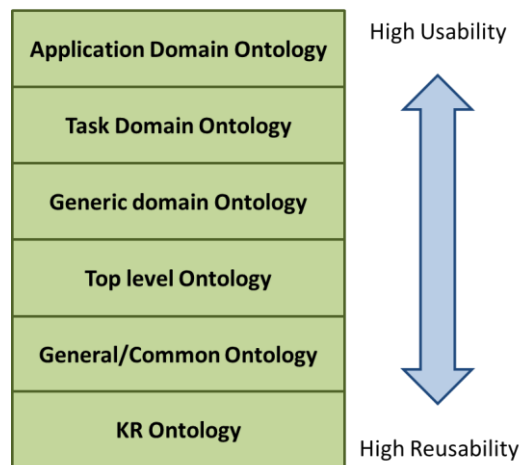 High Usability
Application Domain Ontology
Task Domain Ontology
Generic domain Ontology
Top level Ontology
General/Common Ontology
KR Ontology
High Reusability